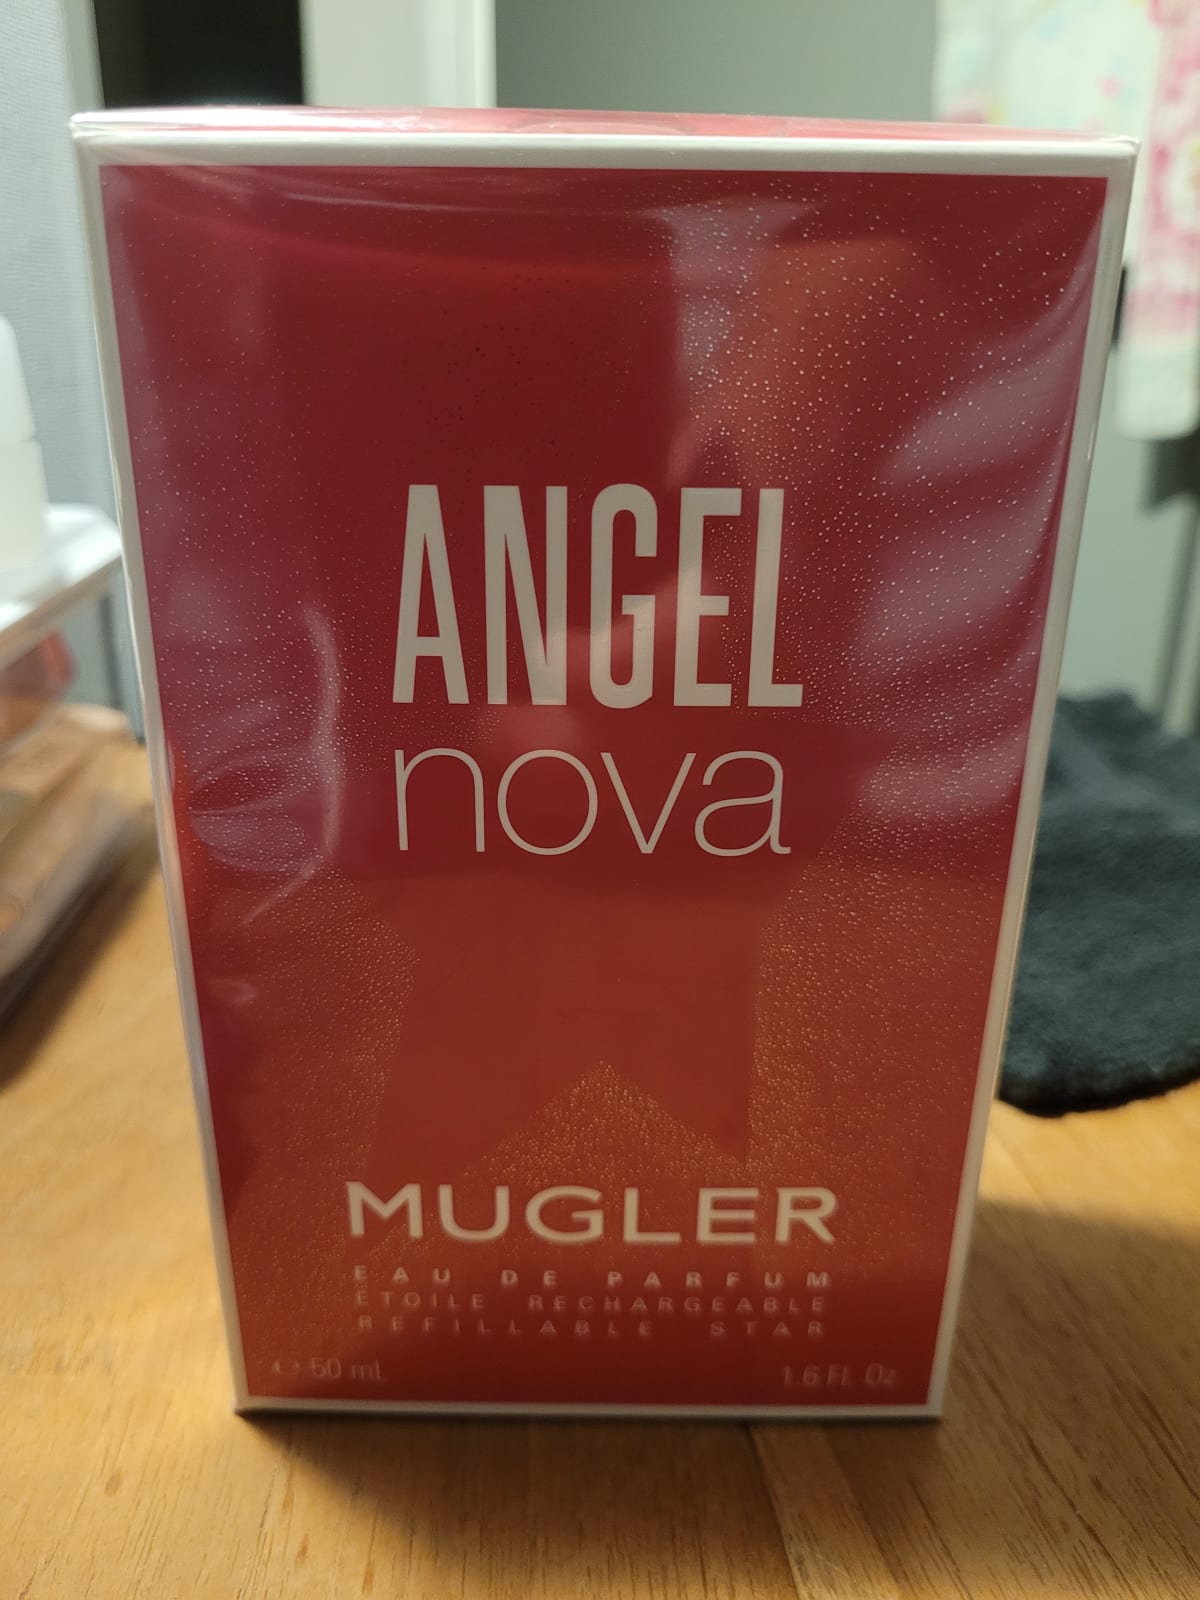 ANGEL
nova
MUGLER
EAU DE PARFUM
ÉTOILE RECHARGEABLE
REFILLABLE STAR
℮ 50 mL 1.6 Fl. Oz